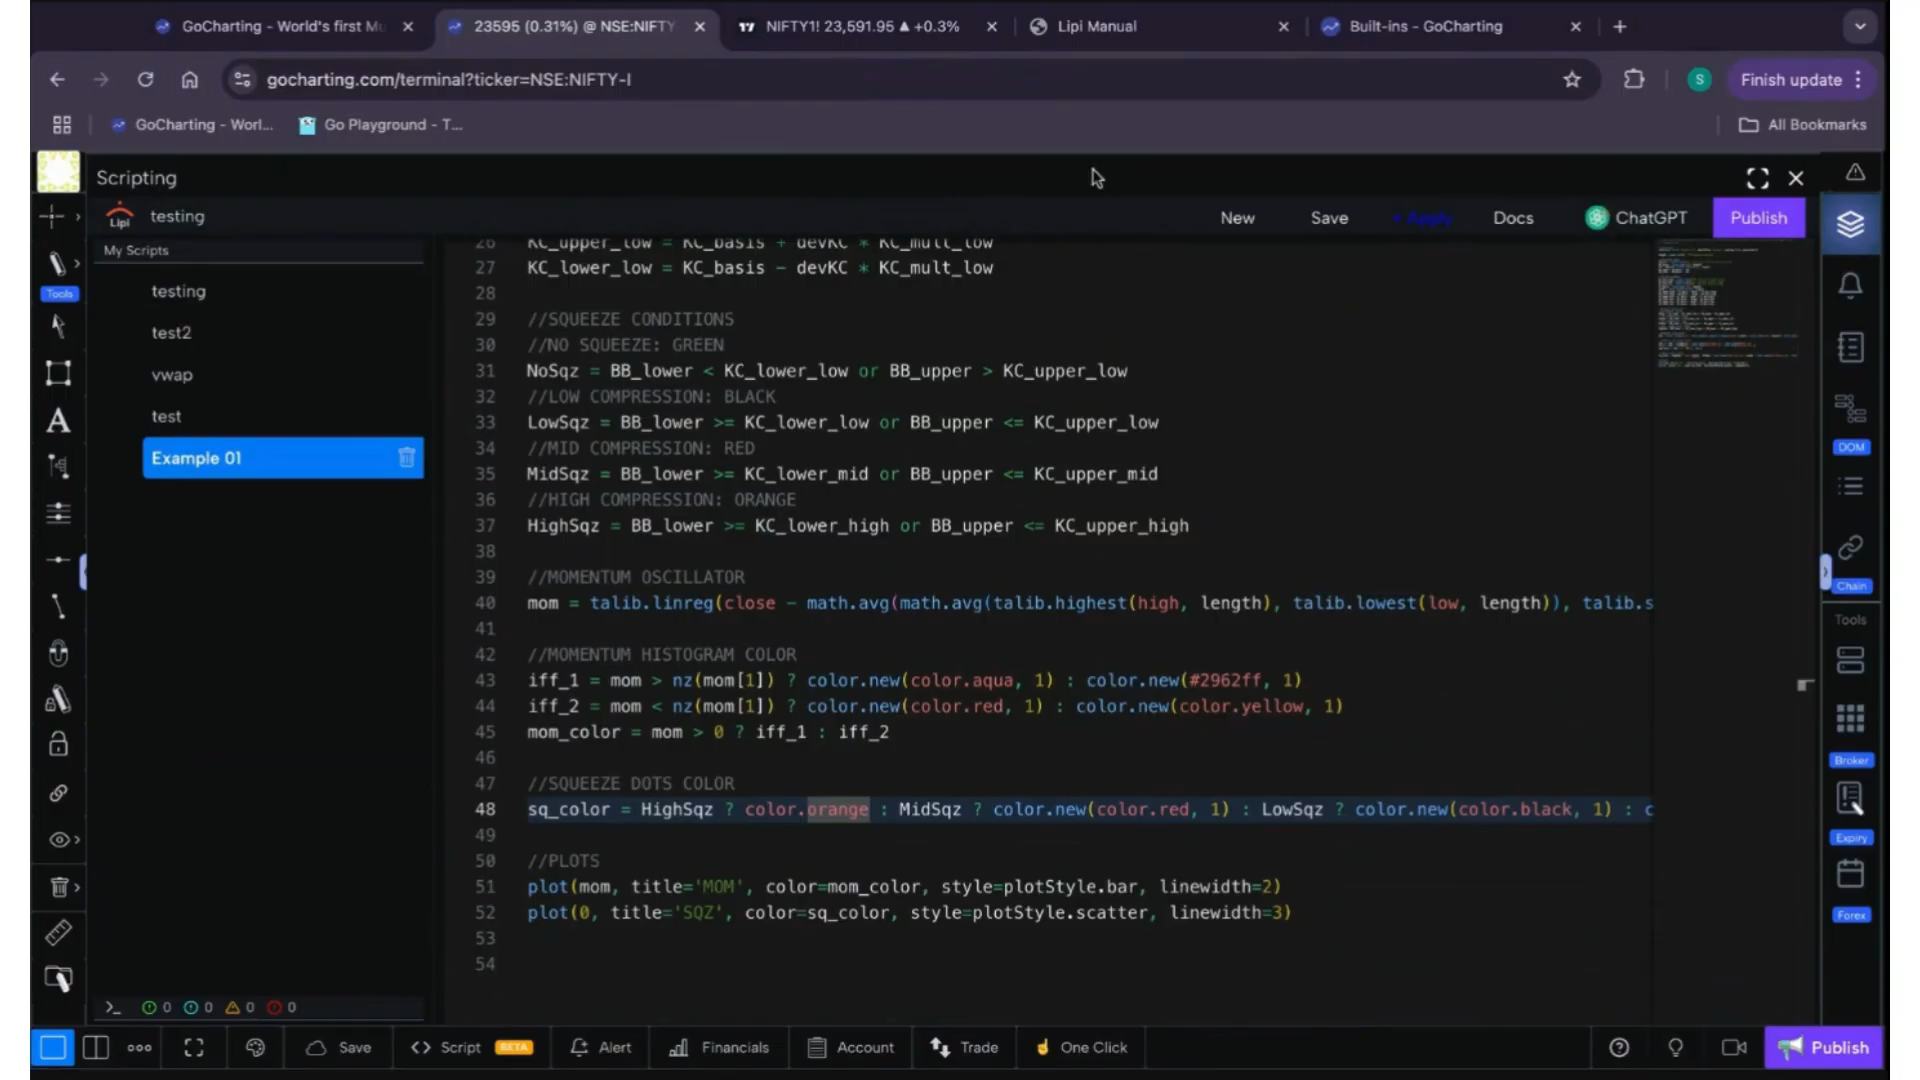 GoCharting - World's first Mu
23595 (0.31%) @ NSE:NIFTY
NIFTY1! 23,591.95 ▲ +0.3%
Lipi Manual
Built-ins - GoCharting
gocharting.com/terminal?ticker=NSE:NIFTY-I
S
Finish update
GoCharting - Worl...
Go Playground - T...
All Bookmarks
Scripting
Lipi
testing
New
Save
+ Apply
Docs
ChatGPT
Publish
My Scripts
testing
test2
vwap
test
Example 01
Tools
26 KC_upper_low = KC_basis + devKC * KC_mult_low
27 KC_lower_low = KC_basis - devKC * KC_mult_low
28
29 //SQUEEZE CONDITIONS
30 //NO SQUEEZE: GREEN
31 NoSqz = BB_lower < KC_lower_low or BB_upper > KC_upper_low
32 //LOW COMPRESSION: BLACK
33 LowSqz = BB_lower >= KC_lower_low or BB_upper <= KC_upper_low
34 //MID COMPRESSION: RED
35 MidSqz = BB_lower >= KC_lower_mid or BB_upper <= KC_upper_mid
36 //HIGH COMPRESSION: ORANGE
37 HighSqz = BB_lower >= KC_lower_high or BB_upper <= KC_upper_high
38
39 //MOMENTUM OSCILLATOR
40 mom = talib.linreg(close - math.avg(math.avg(talib.highest(high, length), talib.lowest(low, length)), talib.s
41
42 //MOMENTUM HISTOGRAM COLOR
43 iff_1 = mom > nz(mom[1]) ? color.new(color.aqua, 1) : color.new(#2962ff, 1)
44 iff_2 = mom < nz(mom[1]) ? color.new(color.red, 1) : color.new(color.yellow, 1)
45 mom_color = mom > 0 ? iff_1 : iff_2
46
47 //SQUEEZE DOTS COLOR
48 sq_color = HighSqz ? color.orange : MidSqz ? color.new(color.red, 1) : LowSqz ? color.new(color.black, 1) : c
49
50 //PLOTS
51 plot(mom, title='MOM', color=mom_color, style=plotStyle.bar, linewidth=2)
52 plot(0, title='SQZ', color=sq_color, style=plotStyle.scatter, linewidth=3)
53
54
DOM
Chain
Tools
Broker
Expiry
Forex
0 0 0 0
Save
Script BETA
Alert
Financials
Account
Trade
One Click
Publish